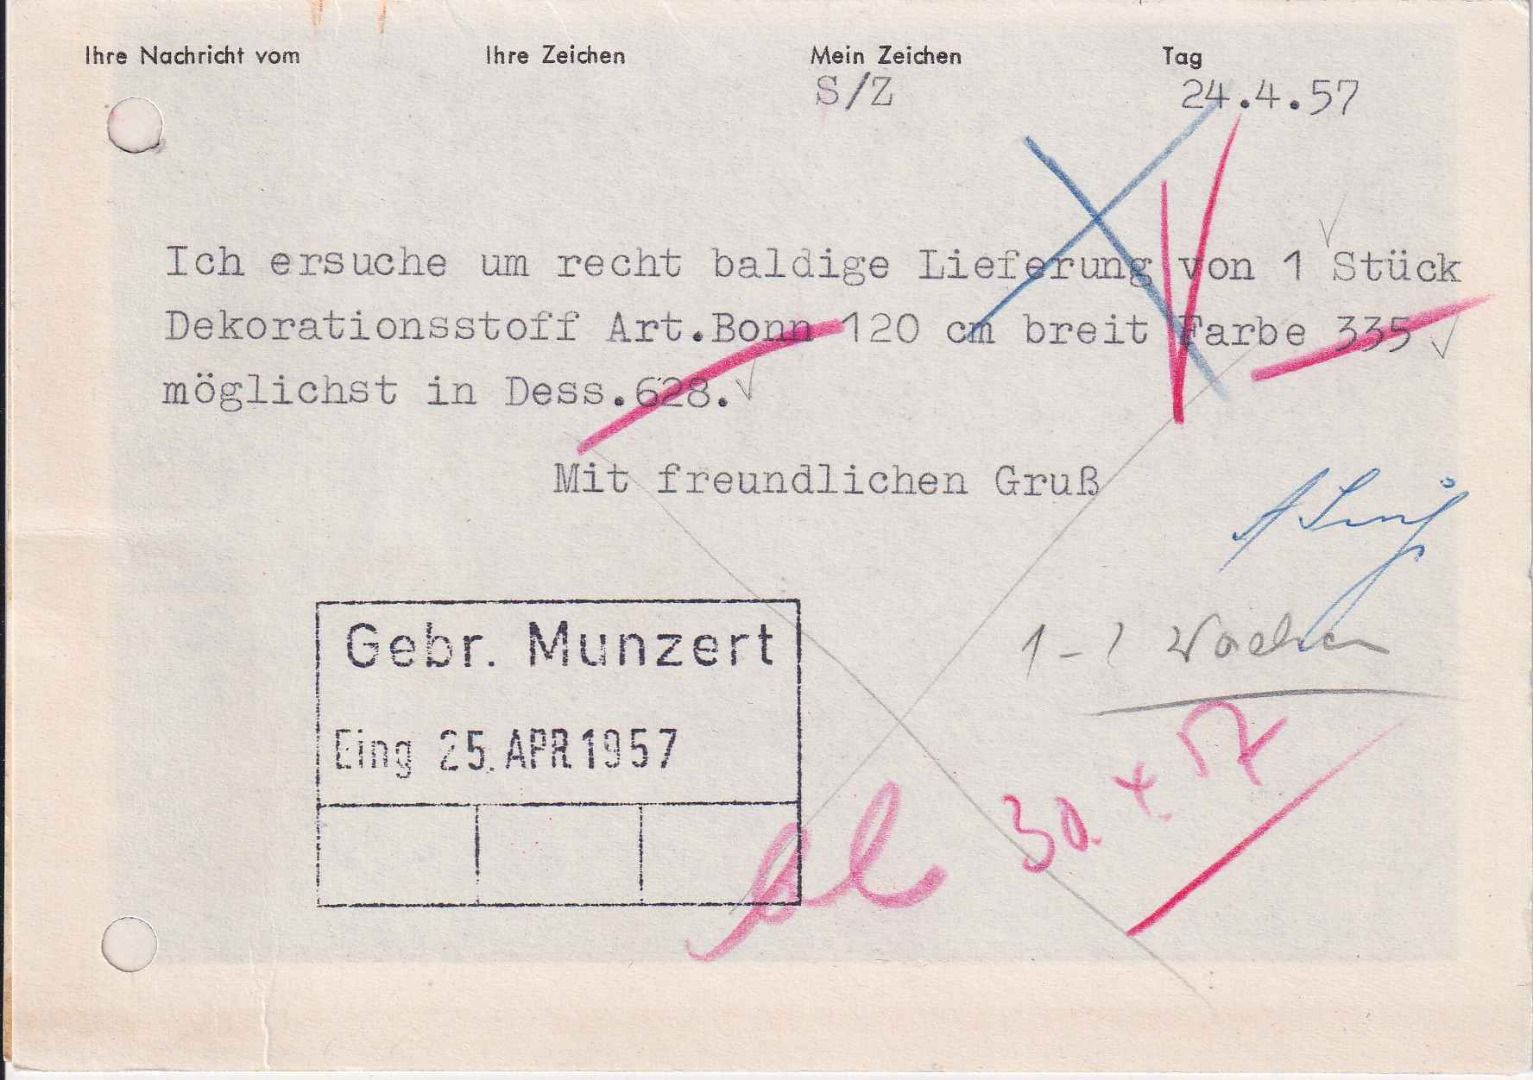 Ihre Nachricht vom Ihre Zeichen Mein Zeichen Tag
S/Z 24.4.57
Ich ersuche um recht baldige Lieferung von 1 Stück
Dekorationsstoff Art.Bonn 120 cm breit Farbe 335
möglichst in Dess.628.
Mit freundlichen Gruß
Gebr. Munzert
Eing 25. APR. 1957
1-2 Wochen
30. x 57